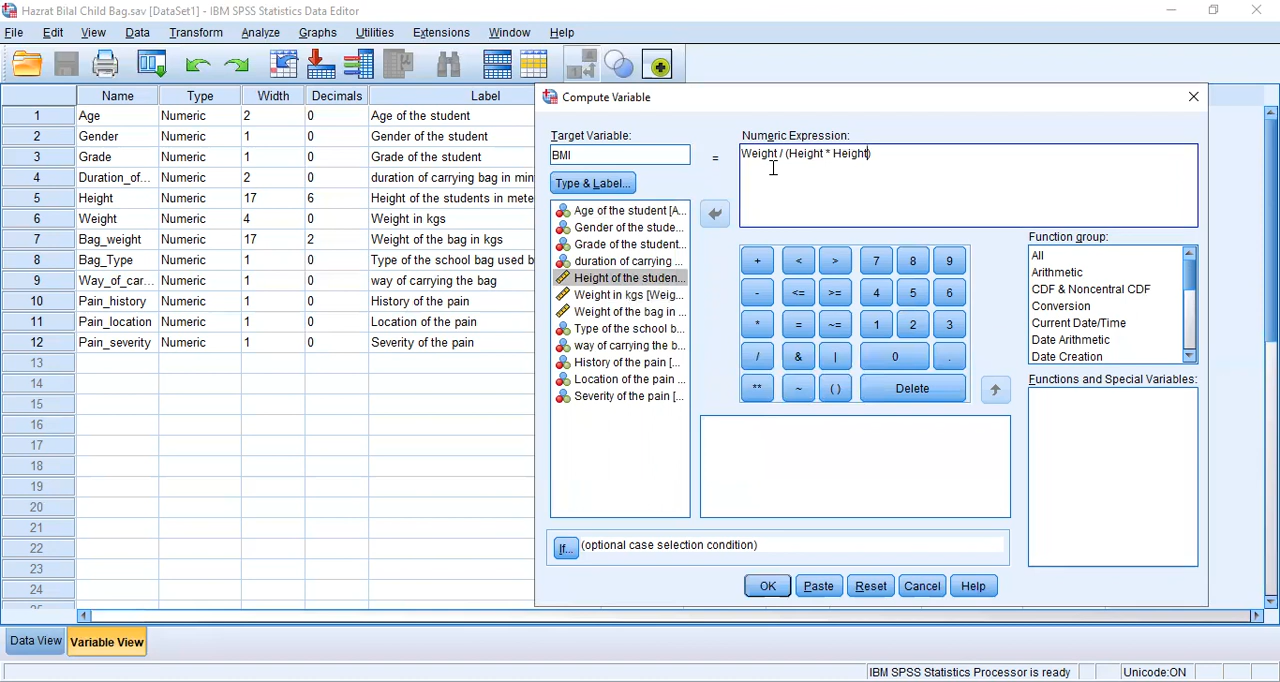 Hazrat Bilal Child Bag.sav [DataSet1] - IBM SPSS Statistics Data Editor
File Edit View Data Transform Analyze Graphs Utilities Extensions Window Help
Name Type Width Decimals Label
1 Age Numeric 2 0 Age of the student
2 Gender Numeric 1 0 Gender of the student
3 Grade Numeric 1 0 Grade of the student
4 Duration_of... Numeric 2 0 duration of carrying bag in min
5 Height Numeric 17 6 Height of the students in mete
6 Weight Numeric 4 0 Weight in kgs
7 Bag_weight Numeric 17 2 Weight of the bag in kgs
8 Bag_Type Numeric 1 0 Type of the school bag used b
9 Way_of_car... Numeric 1 0 way of carrying the bag
10 Pain_history Numeric 1 0 History of the pain
11 Pain_location Numeric 1 0 Location of the pain
12 Pain_severity Numeric 1 0 Severity of the pain
13
14
15
16
17
18
19
20
21
22
23
24
Compute Variable
Target Variable:
BMI
=
Numeric Expression:
Weight / (Height * Height)
Type & Label...
Age of the student [A...
Gender of the stude...
Grade of the student...
duration of carrying ...
Height of the studen...
Weight in kgs [Weig...
Weight of the bag in ...
Type of the school b...
way of carrying the b...
History of the pain [...
Location of the pain ...
Severity of the pain [...
+ < > 7 8 9
- <= >= 4 5 6
* = ~= 1 2 3
/ & | 0 .
** ~ ( ) Delete
Function group:
All
Arithmetic
CDF & Noncentral CDF
Conversion
Current Date/Time
Date Arithmetic
Date Creation
Functions and Special Variables:
If... (optional case selection condition)
OK Paste Reset Cancel Help
Data View Variable View
IBM SPSS Statistics Processor is ready Unicode:ON